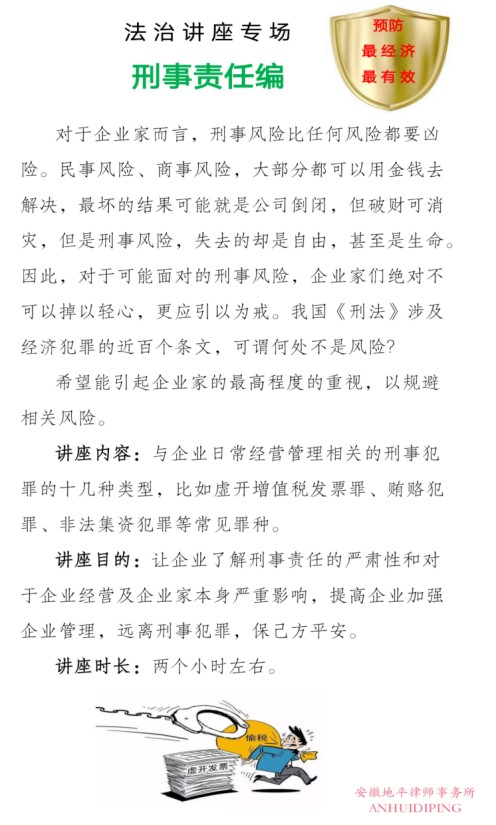 法治讲座专场
刑事责任编
预防
最经济
最有效
对于企业家而言，刑事风险比任何风险都要凶
险。民事风险、商事风险，大部分都可以用金钱去
解决，最坏的结果可能就是公司倒闭，但破财可消
灾，但是刑事风险，失去的却是自由，甚至是生命。
因此，对于可能面对的刑事风险，企业家们绝对不
可以掉以轻心，更应引以为戒。我国《刑法》涉及
经济犯罪的近百个条文，可谓何处不是风险?
希望能引起企业家的最高程度的重视，以规避
相关风险。
讲座内容：与企业日常经营管理相关的刑事犯
罪的十几种类型，比如虚开增值税发票罪、贿赂犯
罪、非法集资犯罪等常见罪种。
讲座目的：让企业了解刑事责任的严肃性和对
于企业经营及企业家本身严重影响，提高企业加强
企业管理，远离刑事犯罪，保己方平安。
讲座时长：两个小时左右。
偷税
虚开发票
安徽地平律师事务所
ANHUIDIPING